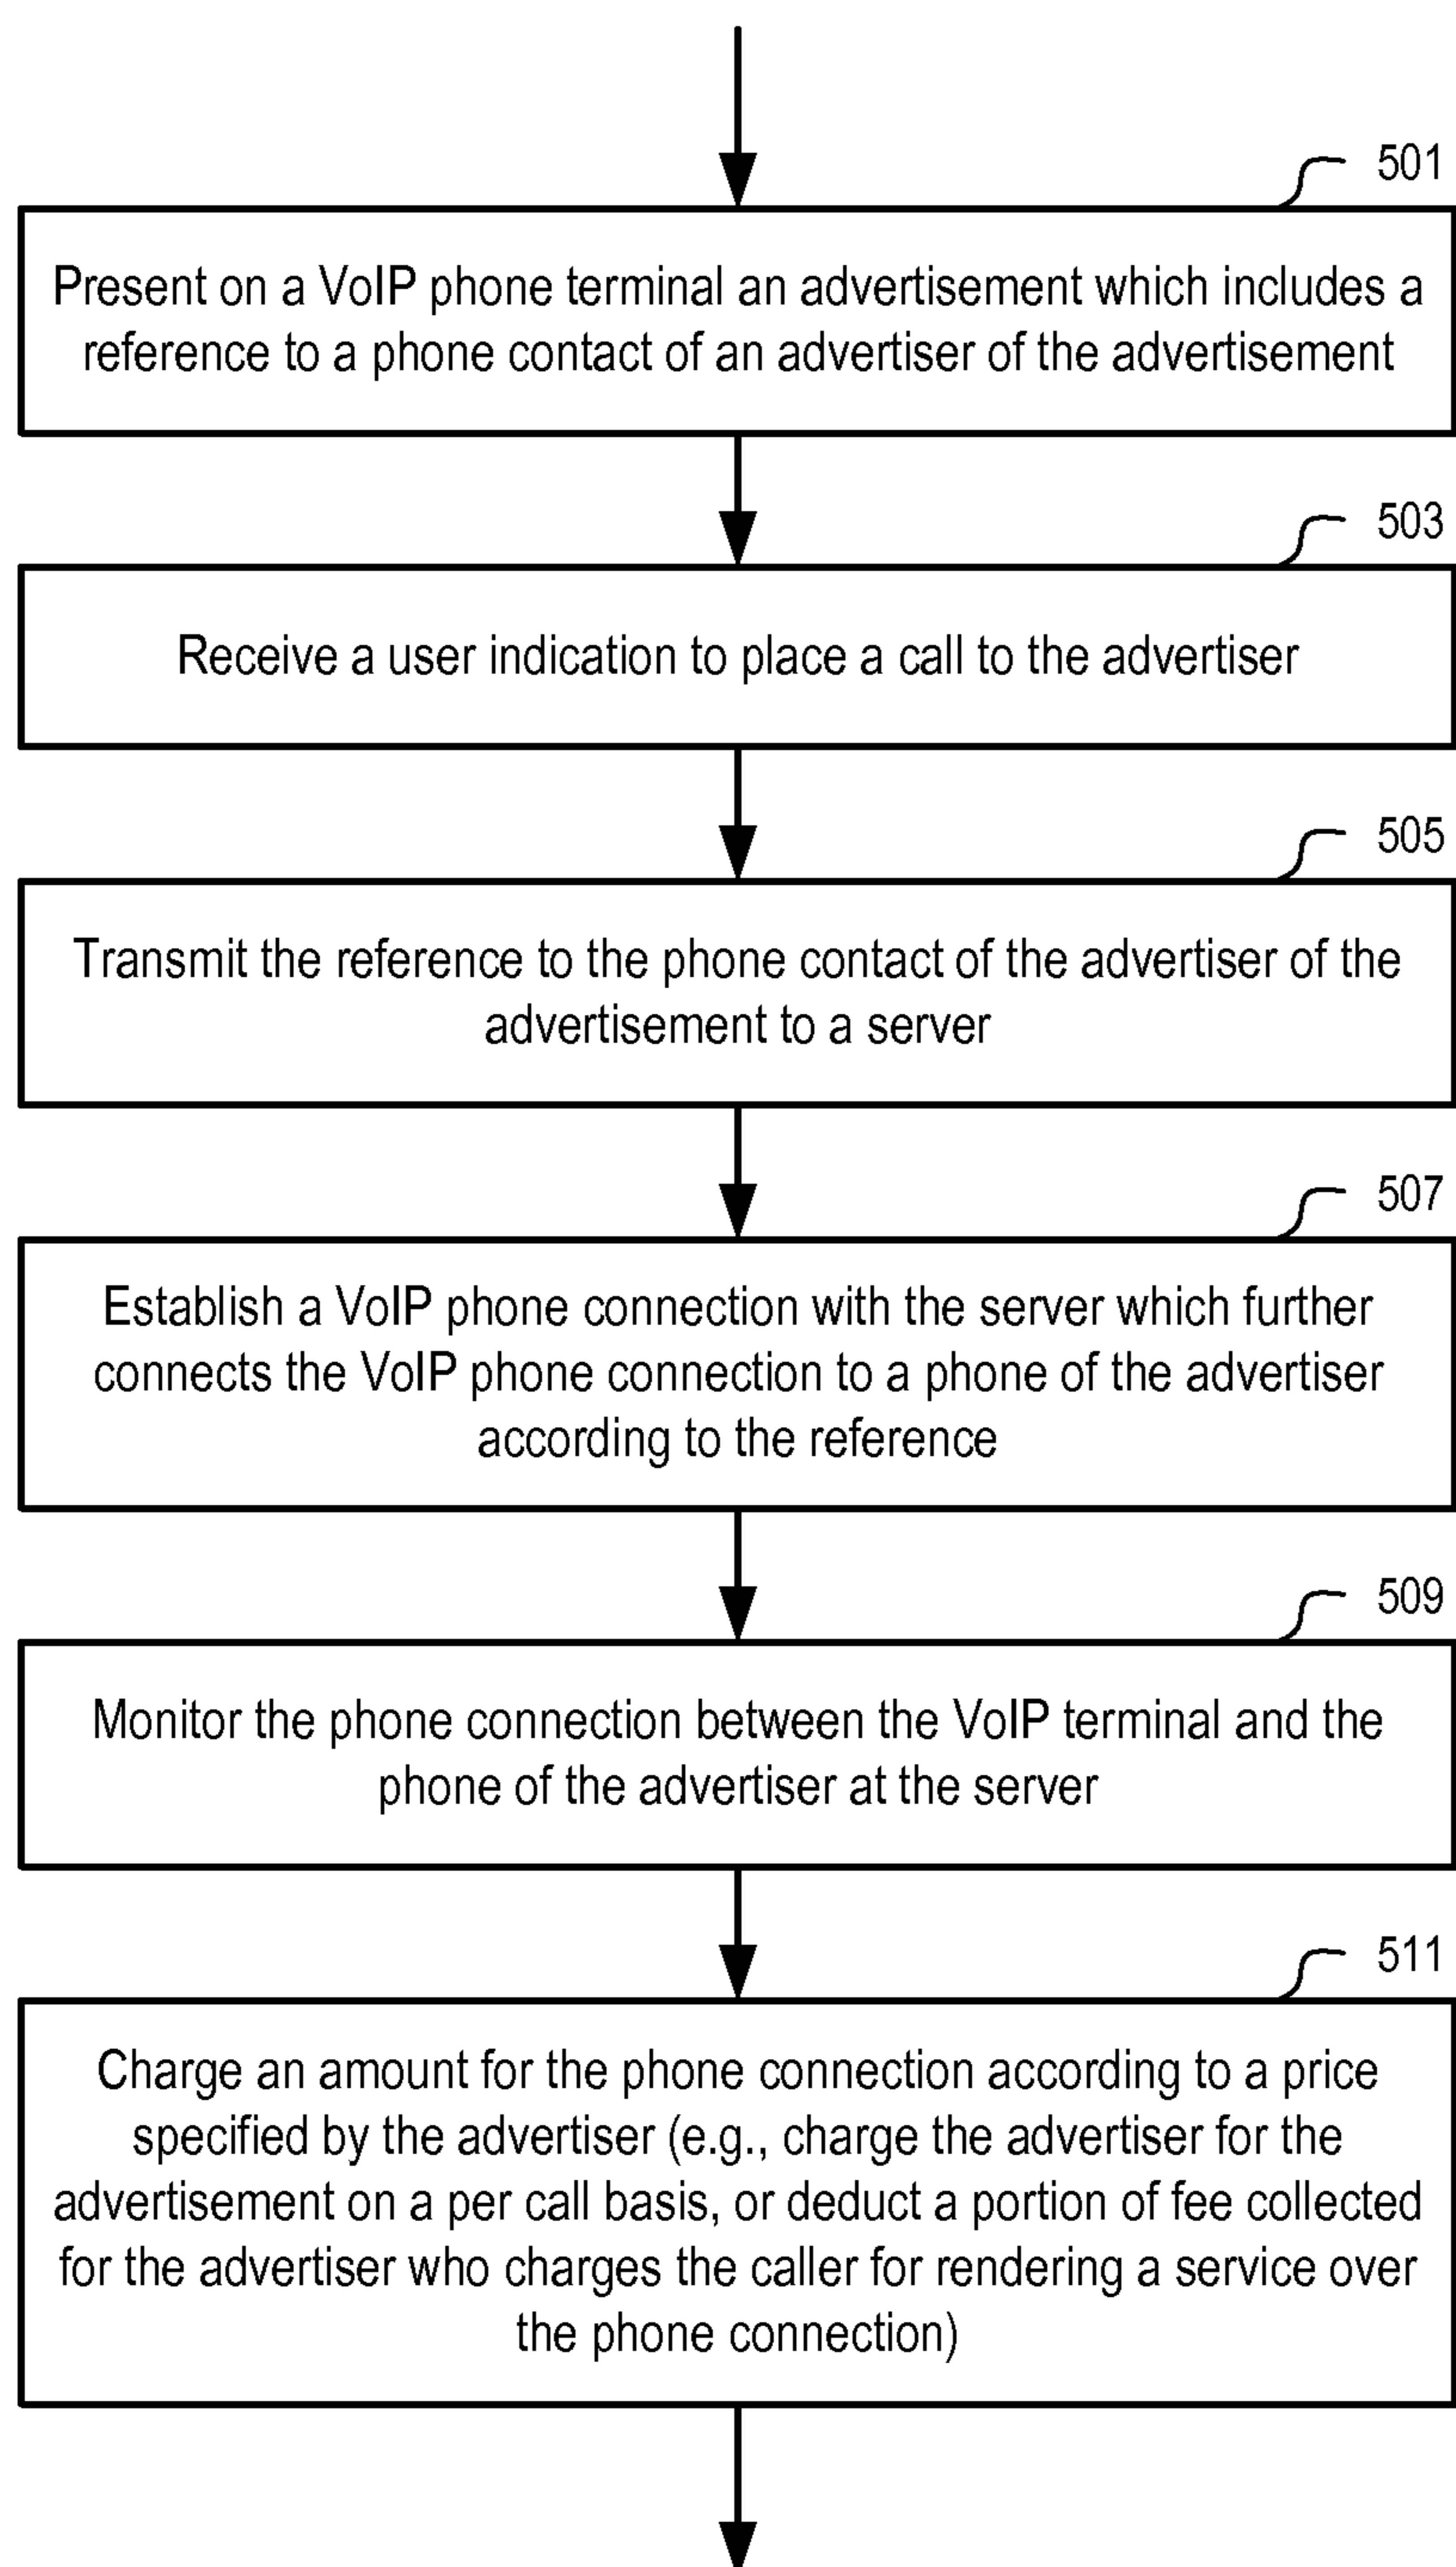 501
Present on a VoIP phone terminal an advertisement which includes a
reference to a phone contact of an advertiser of the advertisement
503
Receive a user indication to place a call to the advertiser
505
Transmit the reference to the phone contact of the advertiser of the
advertisement to a server
507
Establish a VoIP phone connection with the server which further
connects the VoIP phone connection to a phone of the advertiser
according to the reference
509
Monitor the phone connection between the VoIP terminal and the
phone of the advertiser at the server
511
Charge an amount for the phone connection according to a price
specified by the advertiser (e.g., charge the advertiser for the
advertisement on a per call basis, or deduct a portion of fee collected
for the advertiser who charges the caller for rendering a service over
the phone connection)